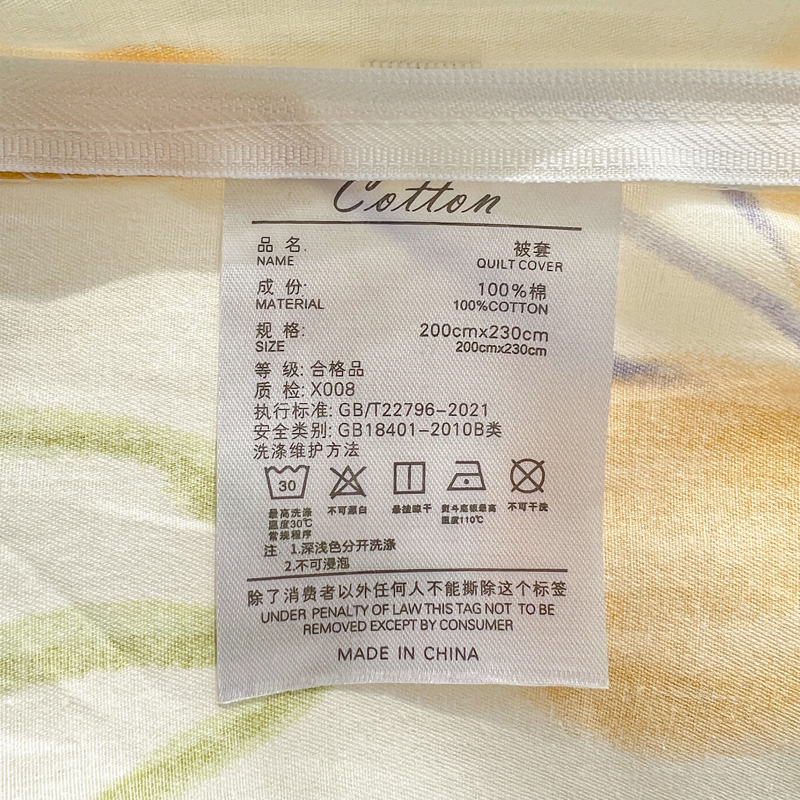 Cotton
品 名: 被套
NAME QUILT COVER
成 份: 100%棉
MATERIAL 100%COTTON
规 格: 200cmx230cm
SIZE 200cmx230cm
等 级: 合格品
质 检: X008
执行标准: GB/T22796-2021
安全类别: GB18401-2010B类
洗涤维护方法
30
最高洗涤 不可漂白 悬挂晾干 熨斗底板最高 不可干洗
温度30℃ 温度110℃
常规程序
注 1.深浅色分开洗涤
2.不可浸泡
除了消费者以外任何人不能撕除这个标签
UNDER PENALTY OF LAW THIS TAG NOT TO BE
REMOVED EXCEPT BY CONSUMER
MADE IN CHINA